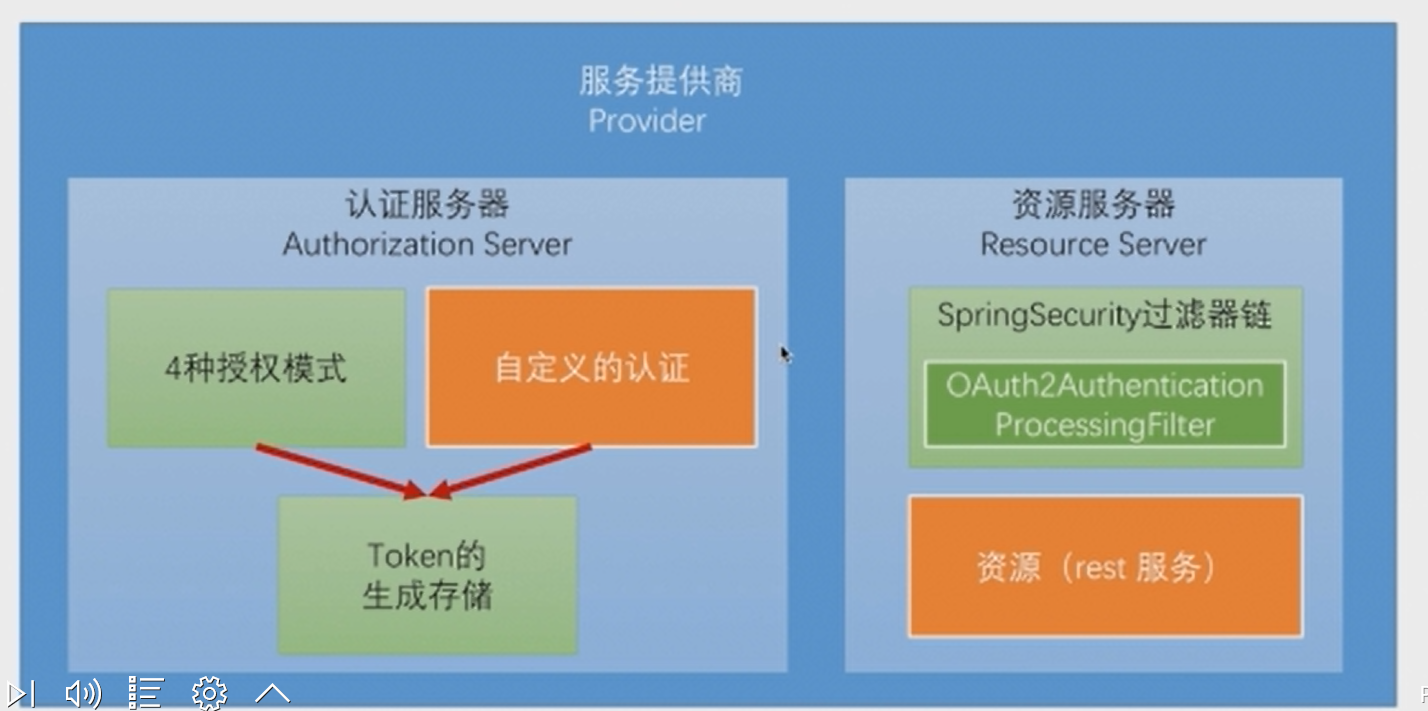 服务提供商
Provider
认证服务器
Authorization Server
4种授权模式
自定义的认证
Token的
生成存储
资源服务器
Resource Server
SpringSecurity过滤器链
OAuth2Authentication
ProcessingFilter
资源（rest 服务）